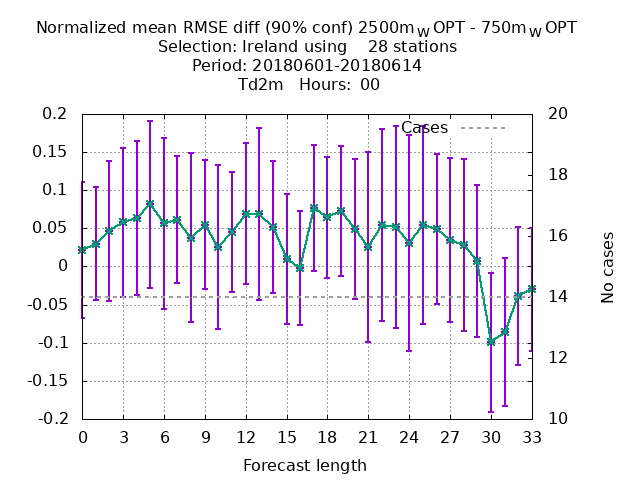 Normalized mean RMSE diff (90% conf) 2500m_W OPT - 750m_W OPT
Selection: Ireland using    28 stations
Period: 20180601-20180614
Td2m   Hours:  00
Cases
0.2
0.15
0.1
0.05
0
-0.05
-0.1
-0.15
-0.2
20
18
16
14
12
10
No cases
0 3 6 9 12 15 18 21 24 27 30 33
Forecast length